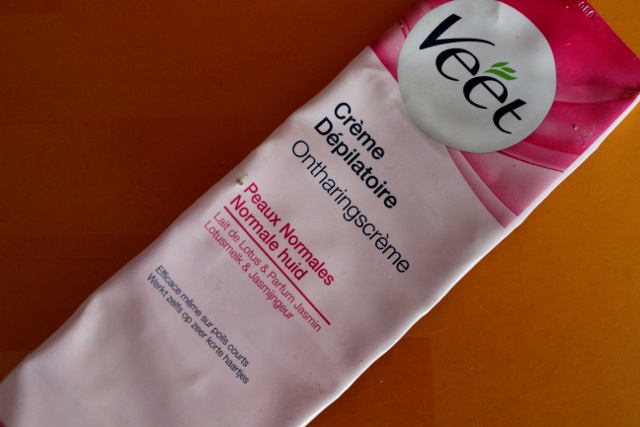 Veet
Crème
Dépilatoire
Ontharingscrème
Peaux Normales
Normale huid
Lait de Lotus & Parfum Jasmin
Lotusmelk & Jasmijngeur
Efficace même sur poils courts
Werkt zelfs op zeer korte haartjes